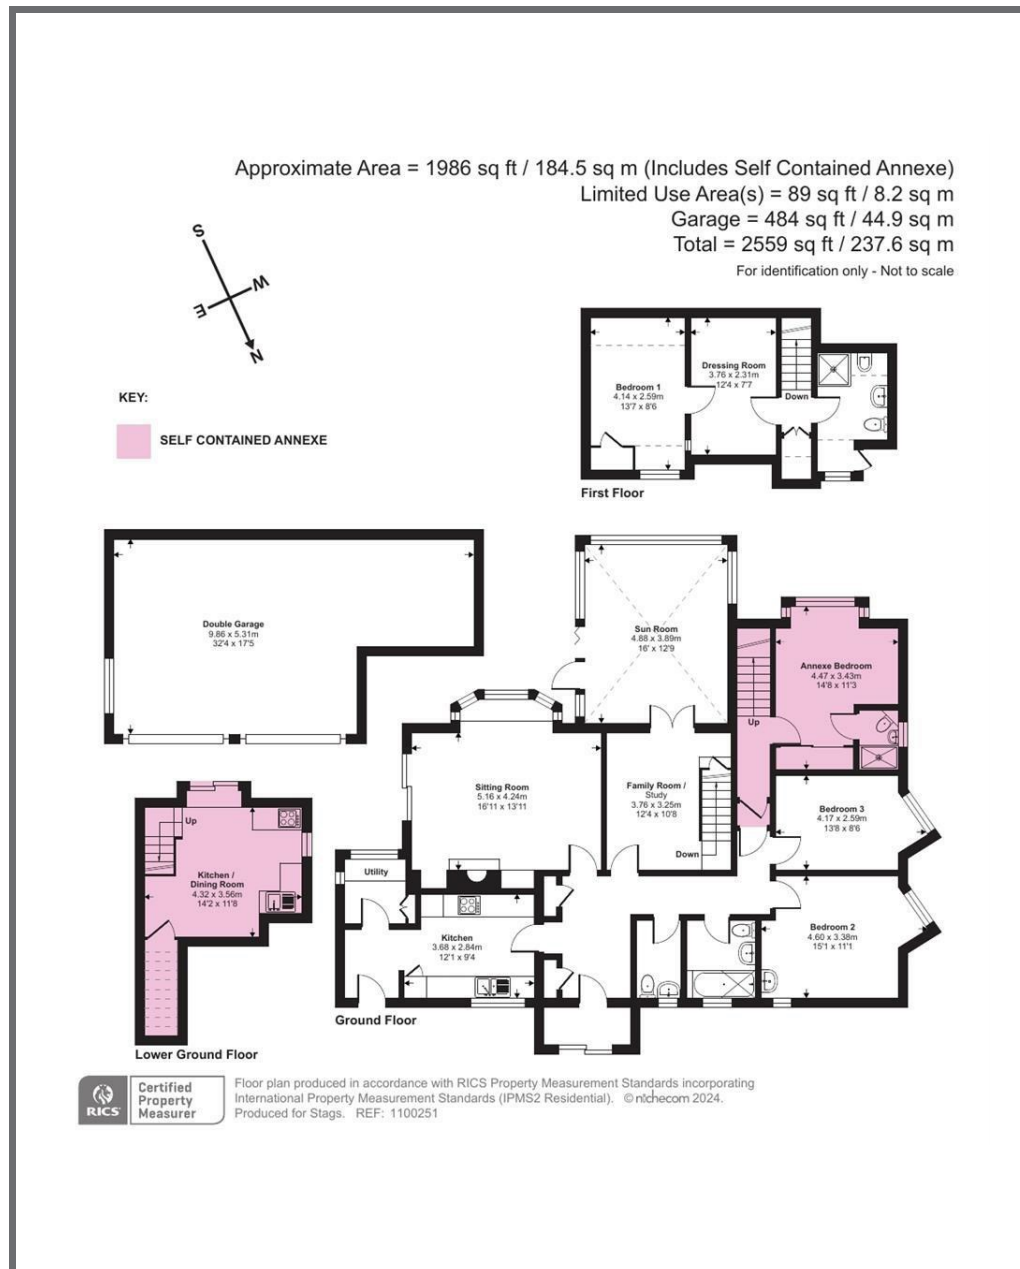 Approximate Area = 1986 sq ft / 184.5 sq m (Includes Self Contained Annexe)
Limited Use Area(s) = 89 sq ft / 8.2 sq m
Garage = 484 sq ft / 44.9 sq m
Total = 2559 sq ft / 237.6 sq m
For identification only - Not to scale
S
W
E
N
KEY:
SELF CONTAINED ANNEXE
Bedroom 1
4.14 x 2.59m
13'7 x 8'6
Dressing Room
3.76 x 2.31m
12'4 x 7'7
Down
First Floor
Double Garage
9.86 x 5.31m
32'4 x 17'5
Sun Room
4.88 x 3.89m
16' x 12'9
Annexe Bedroom
4.47 x 3.43m
14'8 x 11'3
Up
Sitting Room
5.16 x 4.24m
16'11 x 13'11
Family Room /
Study
3.76 x 3.25m
12'4 x 10'8
Down
Bedroom 3
4.17 x 2.59m
13'8 x 8'6
Up
Kitchen /
Dining Room
4.32 x 3.56m
14'2 x 11'8
Utility
Kitchen
3.68 x 2.84m
12'1 x 9'4
Bedroom 2
4.60 x 3.38m
15'1 x 11'1
Ground Floor
Lower Ground Floor
RICS
Certified
Property
Measurer
Floor plan produced in accordance with RICS Property Measurement Standards incorporating
International Property Measurement Standards (IPMS2 Residential). © nichecom 2024.
Produced for Stags. REF: 1100251